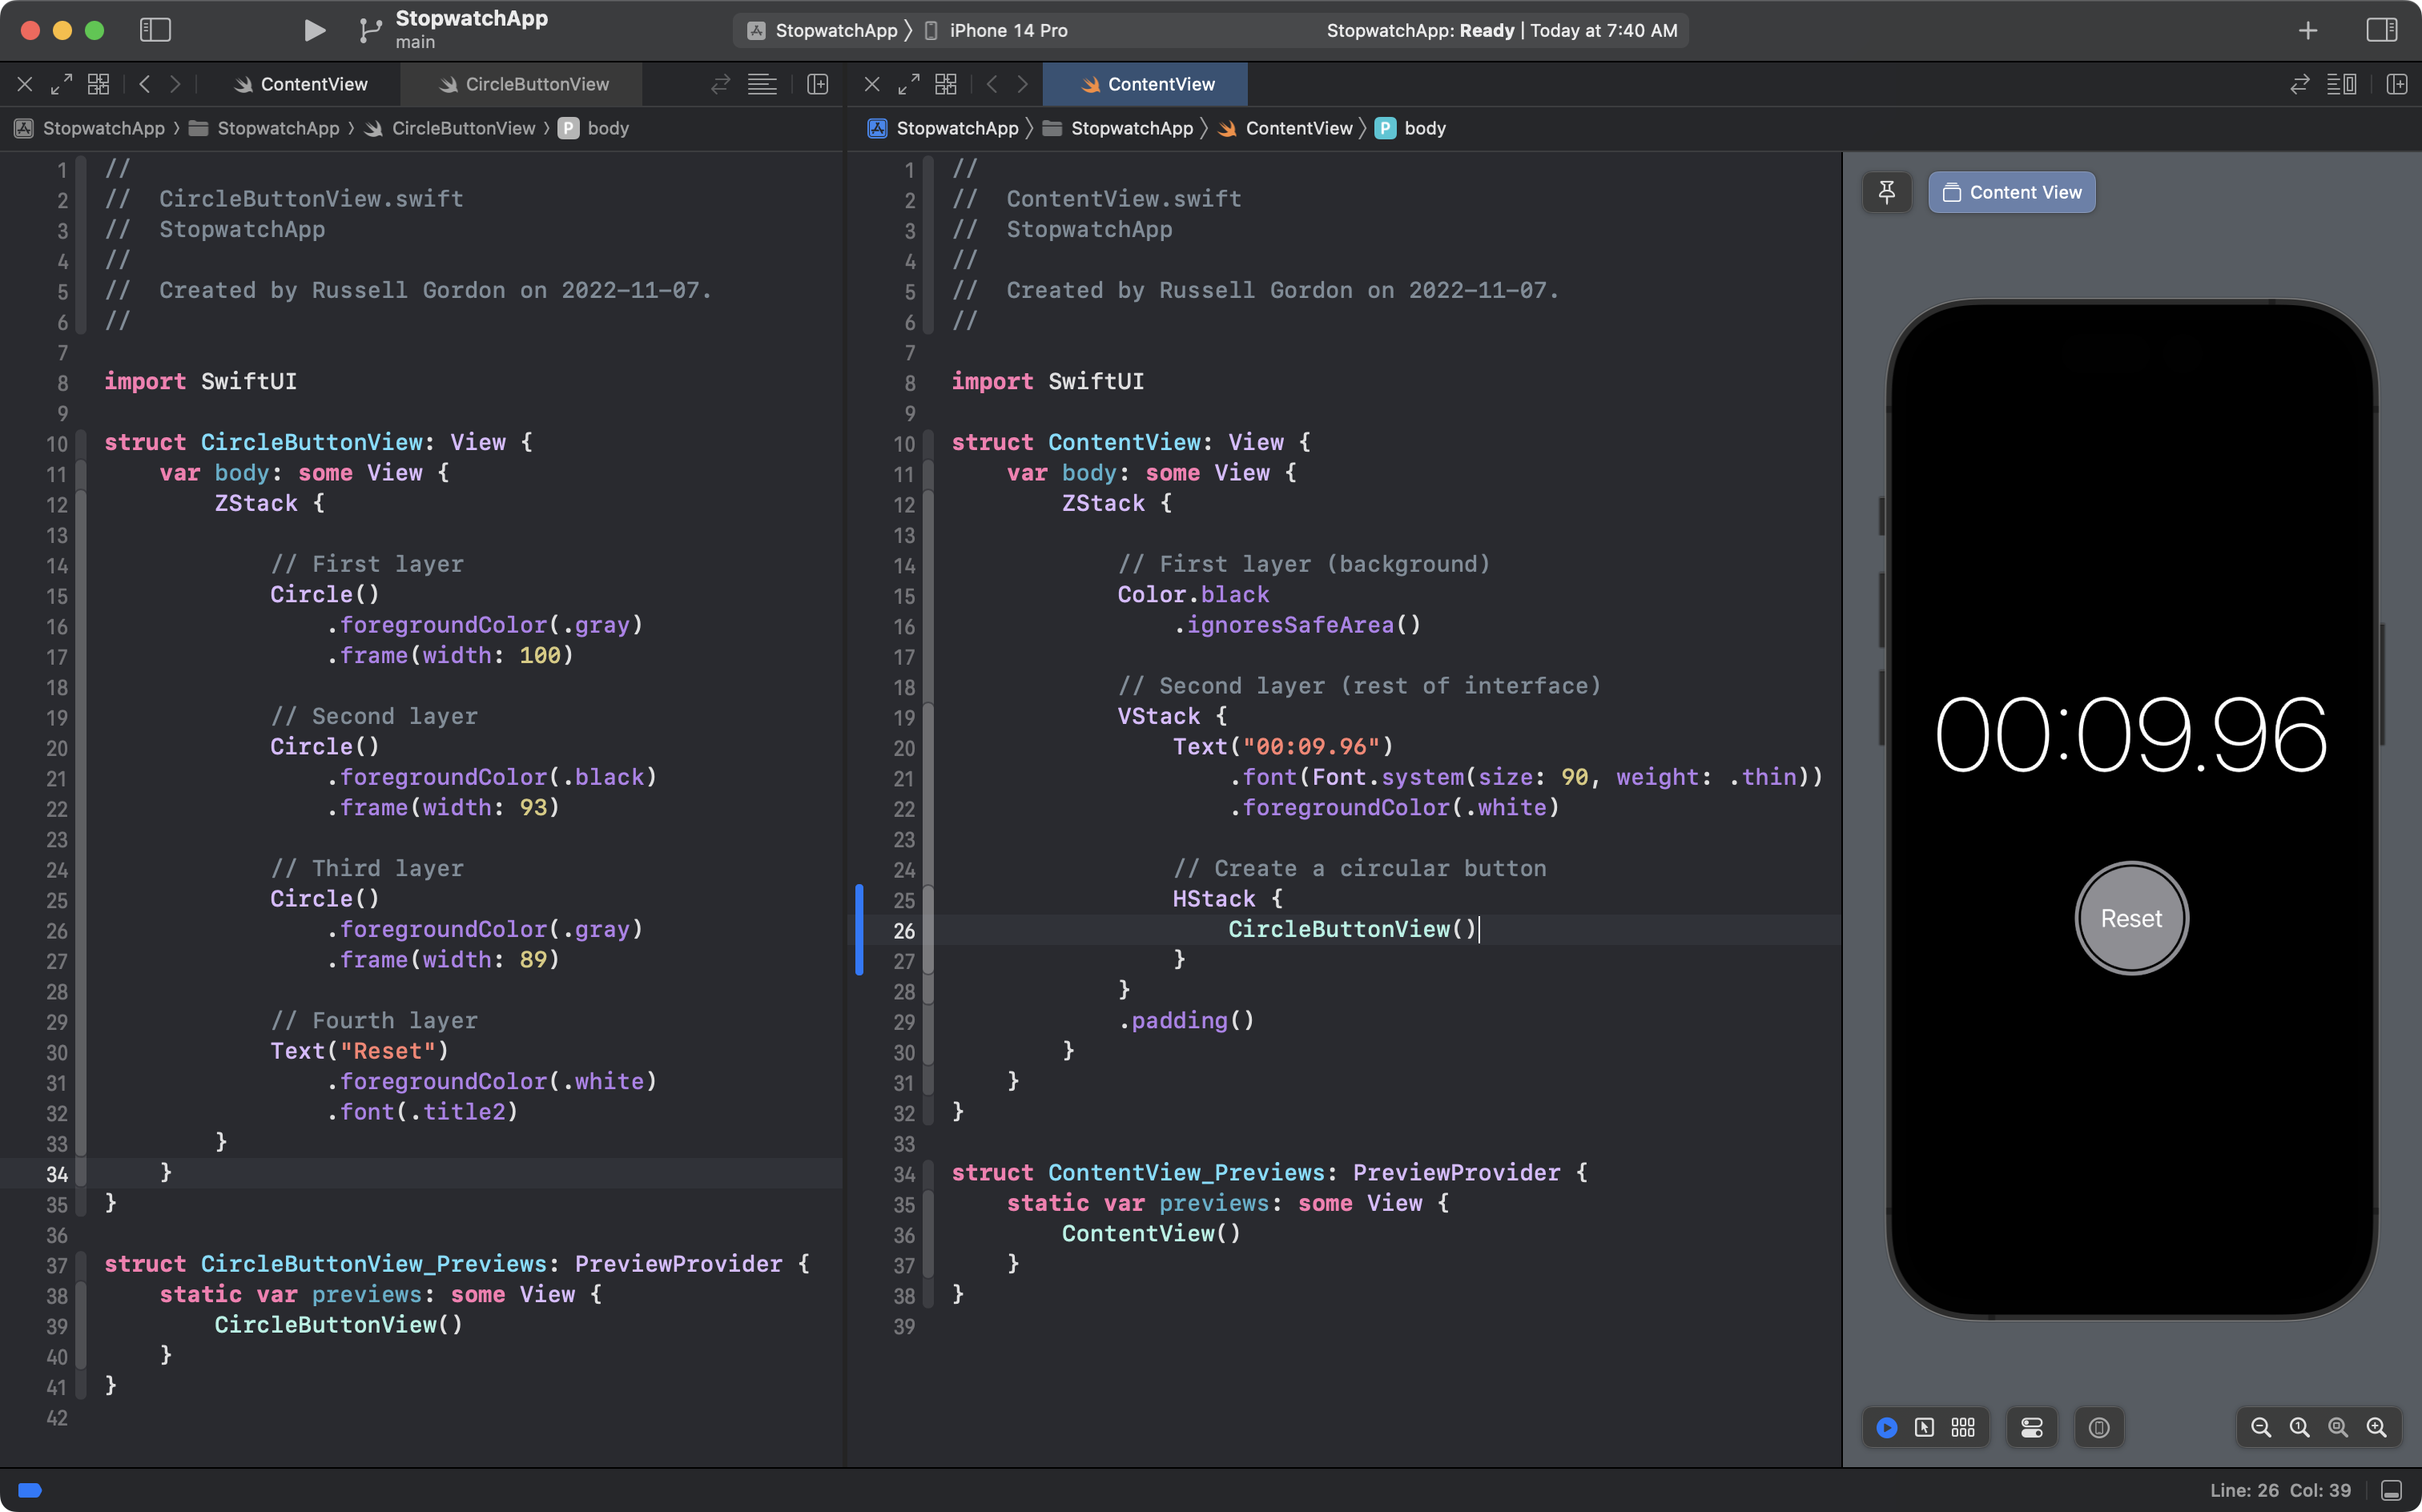 StopwatchApp
main
StopwatchApp
iPhone 14 Pro
StopwatchApp: Ready | Today at 7:40 AM
ContentView
CircleButtonView
StopwatchApp
StopwatchApp
CircleButtonView
P
body
1 //
2 //  CircleButtonView.swift
3 //  StopwatchApp
4 //
5 //  Created by Russell Gordon on 2022-11-07.
6 //
7
8 import SwiftUI
9
10 struct CircleButtonView: View {
11     var body: some View {
12         ZStack {
13
14             // First layer
15             Circle()
16                 .foregroundColor(.gray)
17                 .frame(width: 100)
18
19             // Second layer
20             Circle()
21                 .foregroundColor(.black)
22                 .frame(width: 93)
23
24             // Third layer
25             Circle()
26                 .foregroundColor(.gray)
27                 .frame(width: 89)
28
29             // Fourth layer
30             Text("Reset")
31                 .foregroundColor(.white)
32                 .font(.title2)
33         }
34     }
35 }
36
37 struct CircleButtonView_Previews: PreviewProvider {
38     static var previews: some View {
39         CircleButtonView()
40     }
41 }
42
ContentView
StopwatchApp
StopwatchApp
ContentView
P
body
1 //
2 //  ContentView.swift
3 //  StopwatchApp
4 //
5 //  Created by Russell Gordon on 2022-11-07.
6 //
7
8 import SwiftUI
9
10 struct ContentView: View {
11     var body: some View {
12         ZStack {
13
14             // First layer (background)
15             Color.black
16                 .ignoresSafeArea()
17
18             // Second layer (rest of interface)
19             VStack {
20                 Text("00:09.96")
21                     .font(Font.system(size: 90, weight: .thin))
22                     .foregroundColor(.white)
23
24                 // Create a circular button
25                 HStack {
26                     CircleButtonView()
27                 }
28             }
29             .padding()
30         }
31     }
32 }
33
34 struct ContentView_Previews: PreviewProvider {
35     static var previews: some View {
36         ContentView()
37     }
38 }
39
Content View
00:09.96
Reset
Line: 26  Col: 39